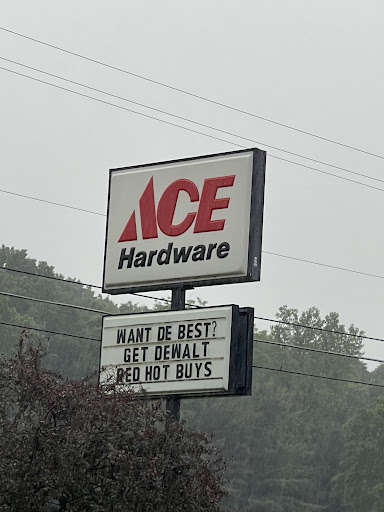 ACE
Hardware
WANT DE BEST?
GET DEWALT
RED HOT BUYS